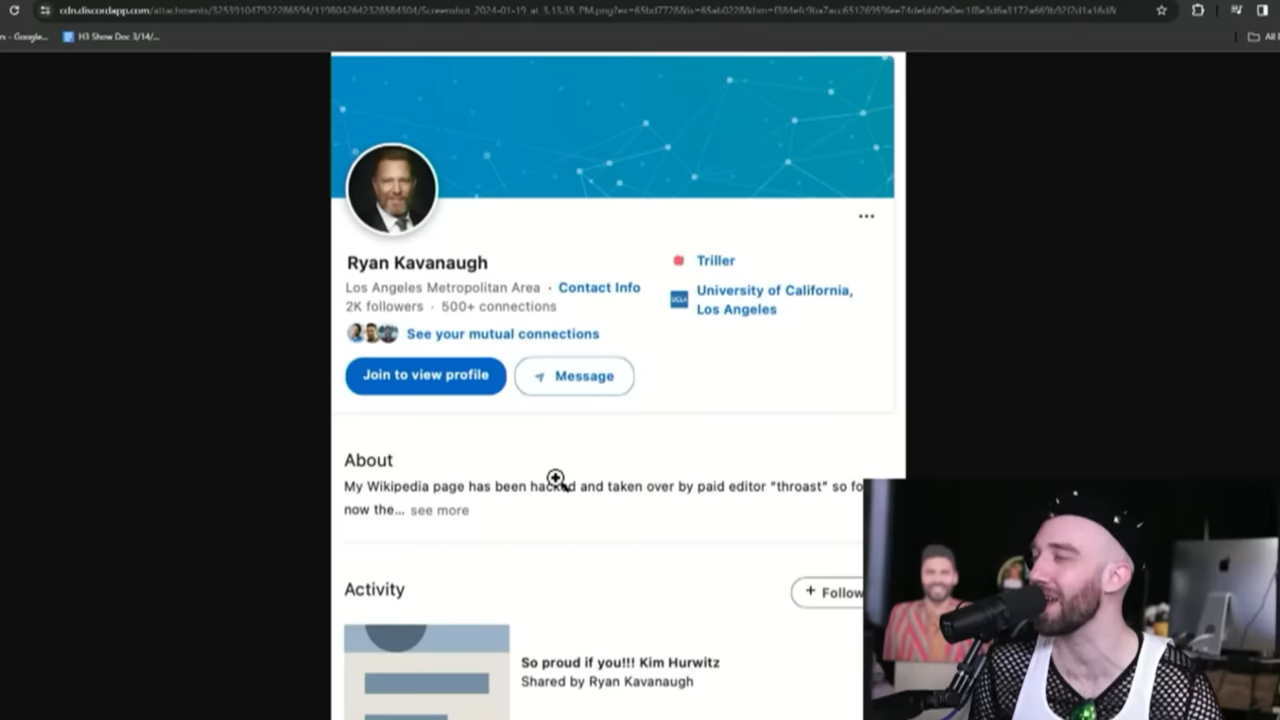 H3 Show Doc 3/14/...
Ryan Kavanaugh
Los Angeles Metropolitan Area · Contact Info
2K followers · 500+ connections
See your mutual connections
Join to view profile
Message
Triller
UCLA
University of California,
Los Angeles
About
My Wikipedia page has been hacked and taken over by paid editor "throast" so fo
now the... see more
Activity
+ Follow
So proud if you!!! Kim Hurwitz
Shared by Ryan Kavanaugh